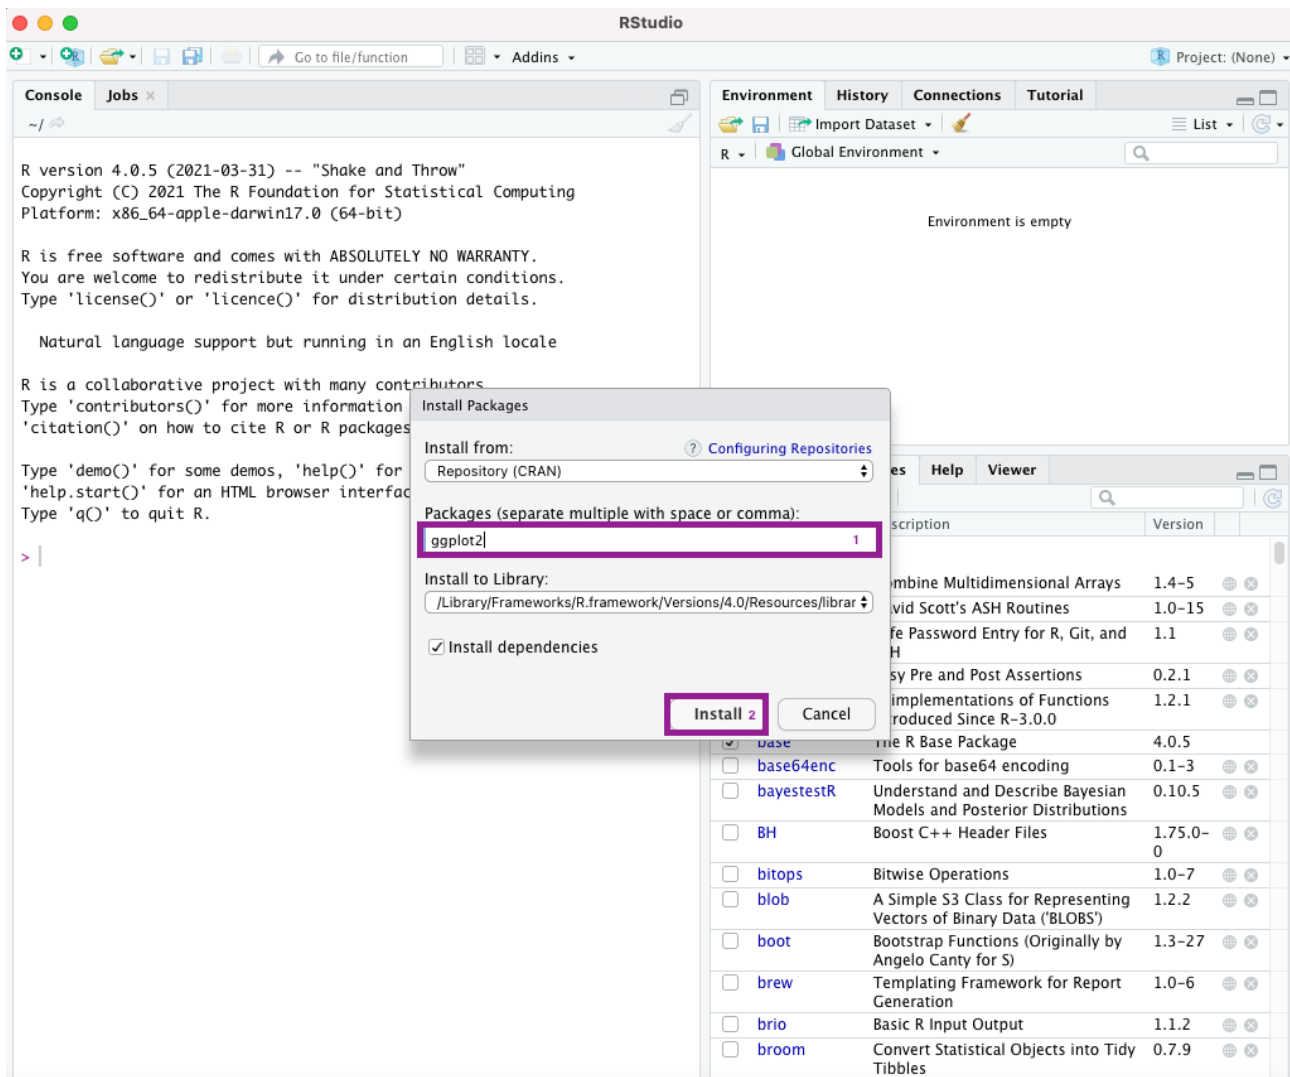 RStudio
Go to file/function
Addins
Project: (None)
Console Jobs
~/
R version 4.0.5 (2021-03-31) -- "Shake and Throw"
Copyright (C) 2021 The R Foundation for Statistical Computing
Platform: x86_64-apple-darwin17.0 (64-bit)
R is free software and comes with ABSOLUTELY NO WARRANTY.
You are welcome to redistribute it under certain conditions.
Type 'license()' or 'licence()' for distribution details.
Natural language support but running in an English locale
R is a collaborative project with many contributors
Type 'contributors()' for more information
'citation()' on how to cite R or R packages
Type 'demo()' for some demos, 'help()' for
'help.start()' for an HTML browser interfac
Type 'q()' to quit R.
>
Install Packages
Install from:
? Configuring Repositories
Repository (CRAN)
Packages (separate multiple with space or comma):
ggplot2 1
Install to Library:
/Library/Frameworks/R.framework/Versions/4.0/Resources/librar
Install dependencies
Install 2 Cancel
Environment History Connections Tutorial
Import Dataset
List
R Global Environment
Environment is empty
es Help Viewer
scription Version
mbine Multidimensional Arrays 1.4-5
vid Scott's ASH Routines 1.0-15
fe Password Entry for R, Git, and 1.1
H
sy Pre and Post Assertions 0.2.1
implementations of Functions 1.2.1
roduced Since R-3.0.0
base The R Base Package 4.0.5
base64enc Tools for base64 encoding 0.1-3
bayestestR Understand and Describe Bayesian 0.10.5
Models and Posterior Distributions
BH Boost C++ Header Files 1.75.0-
0
bitops Bitwise Operations 1.0-7
blob A Simple S3 Class for Representing 1.2.2
Vectors of Binary Data ('BLOBS')
boot Bootstrap Functions (Originally by 1.3-27
Angelo Canty for S)
brew Templating Framework for Report 1.0-6
Generation
brio Basic R Input Output 1.1.2
broom Convert Statistical Objects into Tidy 0.7.9
Tibbles